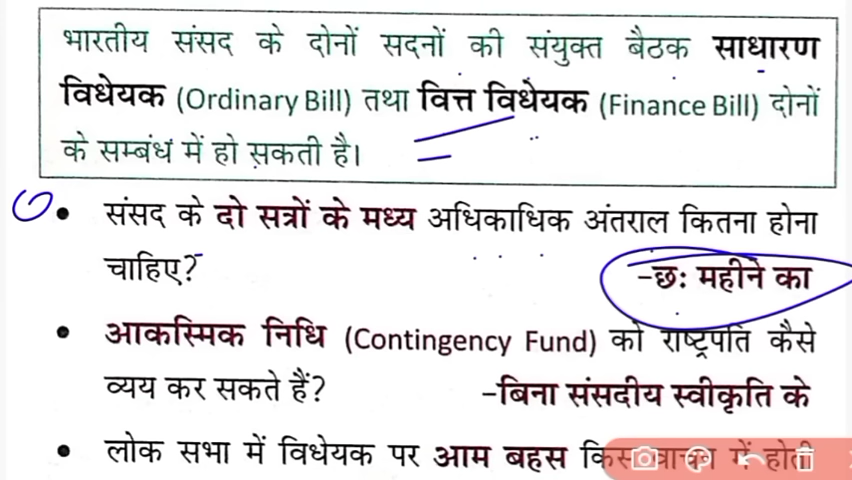 भारतीय संसद के दोनों सदनों की संयुक्त बैठक साधारण
विधेयक (Ordinary Bill) तथा वित्त विधेयक (Finance Bill) दोनों
के सम्बंध में हो सकती है।
• संसद के दो सत्रों के मध्य अधिकाधिक अंतराल कितना होना
चाहिए? -छः महीने का
• आकस्मिक निधि (Contingency Fund) को राष्ट्रपति कैसे
व्यय कर सकते हैं? -बिना संसदीय स्वीकृति के
• लोक सभा में विधेयक पर आम बहस किस वाचन में होती